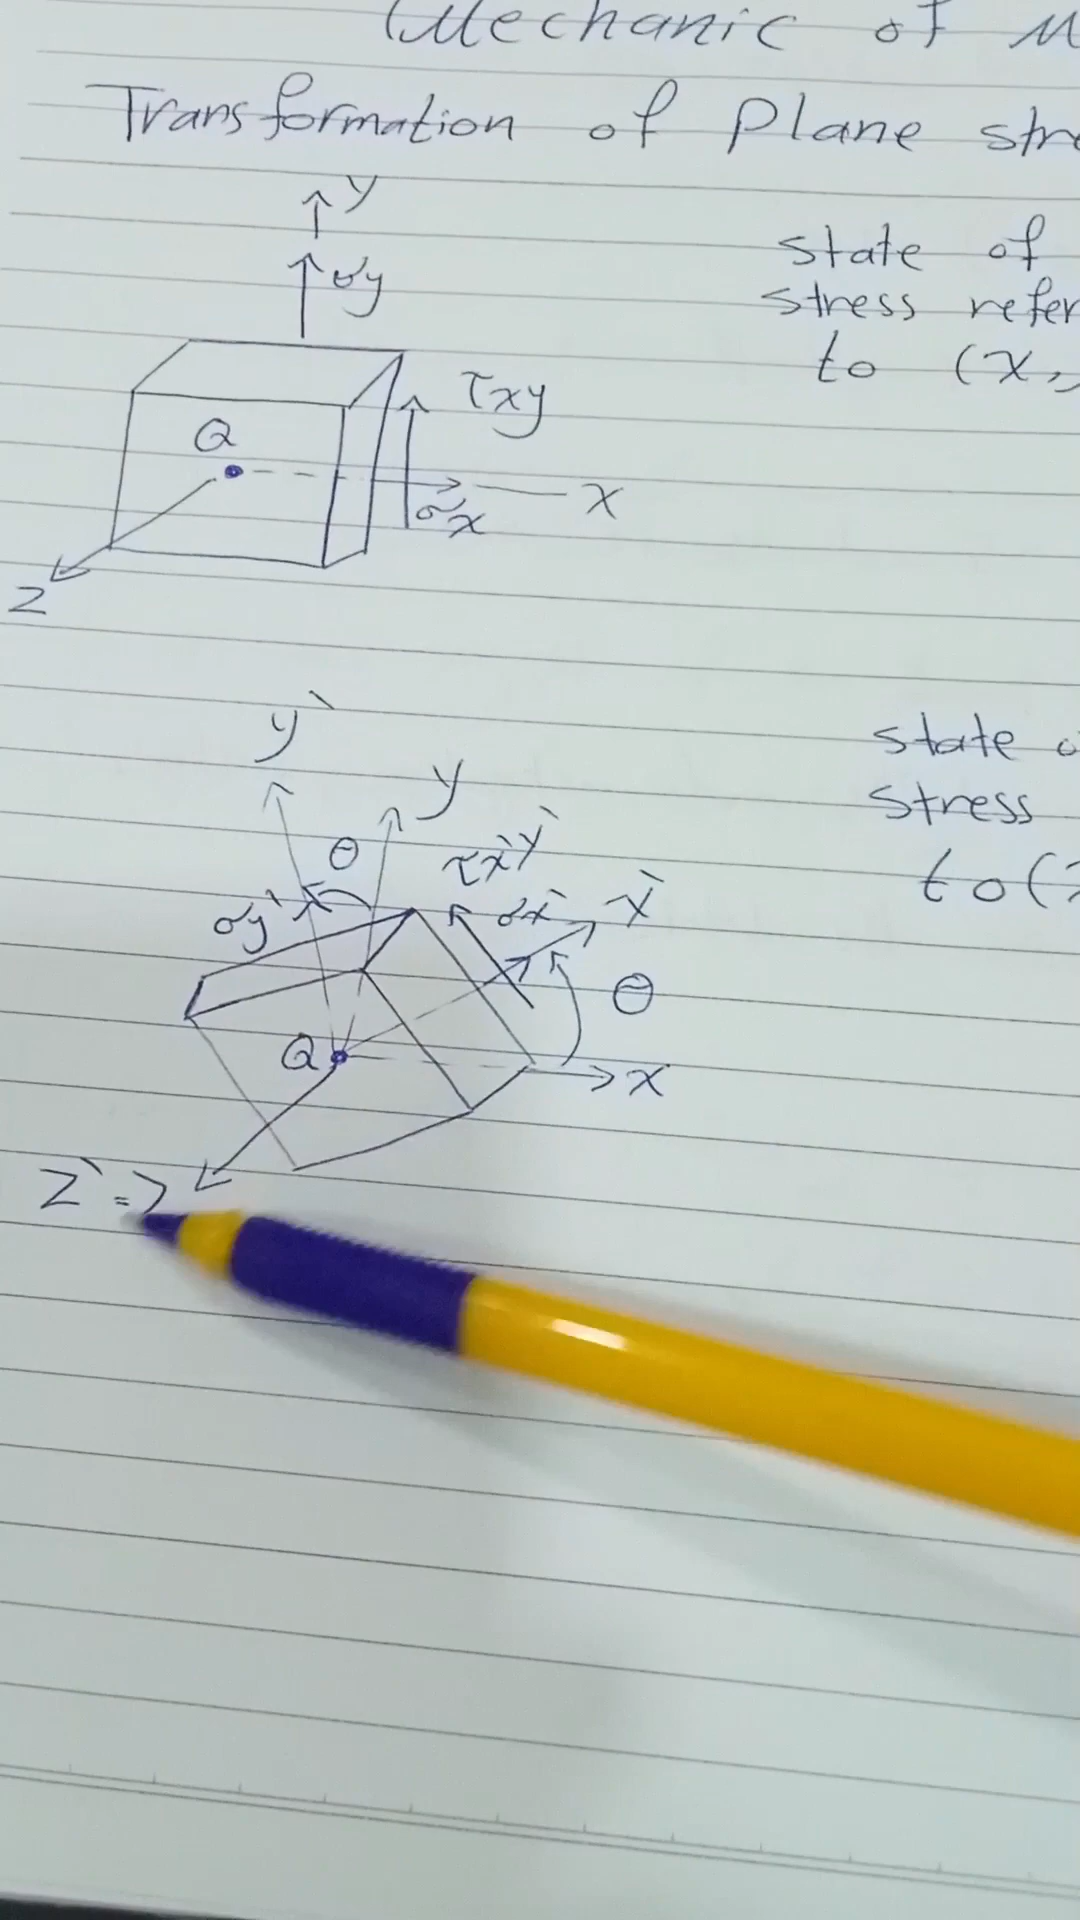 Mechanic of M
Transformation of Plane stre
y
σy
state of
stress refer
to (x,
τxy
Q
x
σx
z
y`
y
state o
stress
to(
θ
τx`y`
σy`
σx`
x`
θ
Q
x
z`=